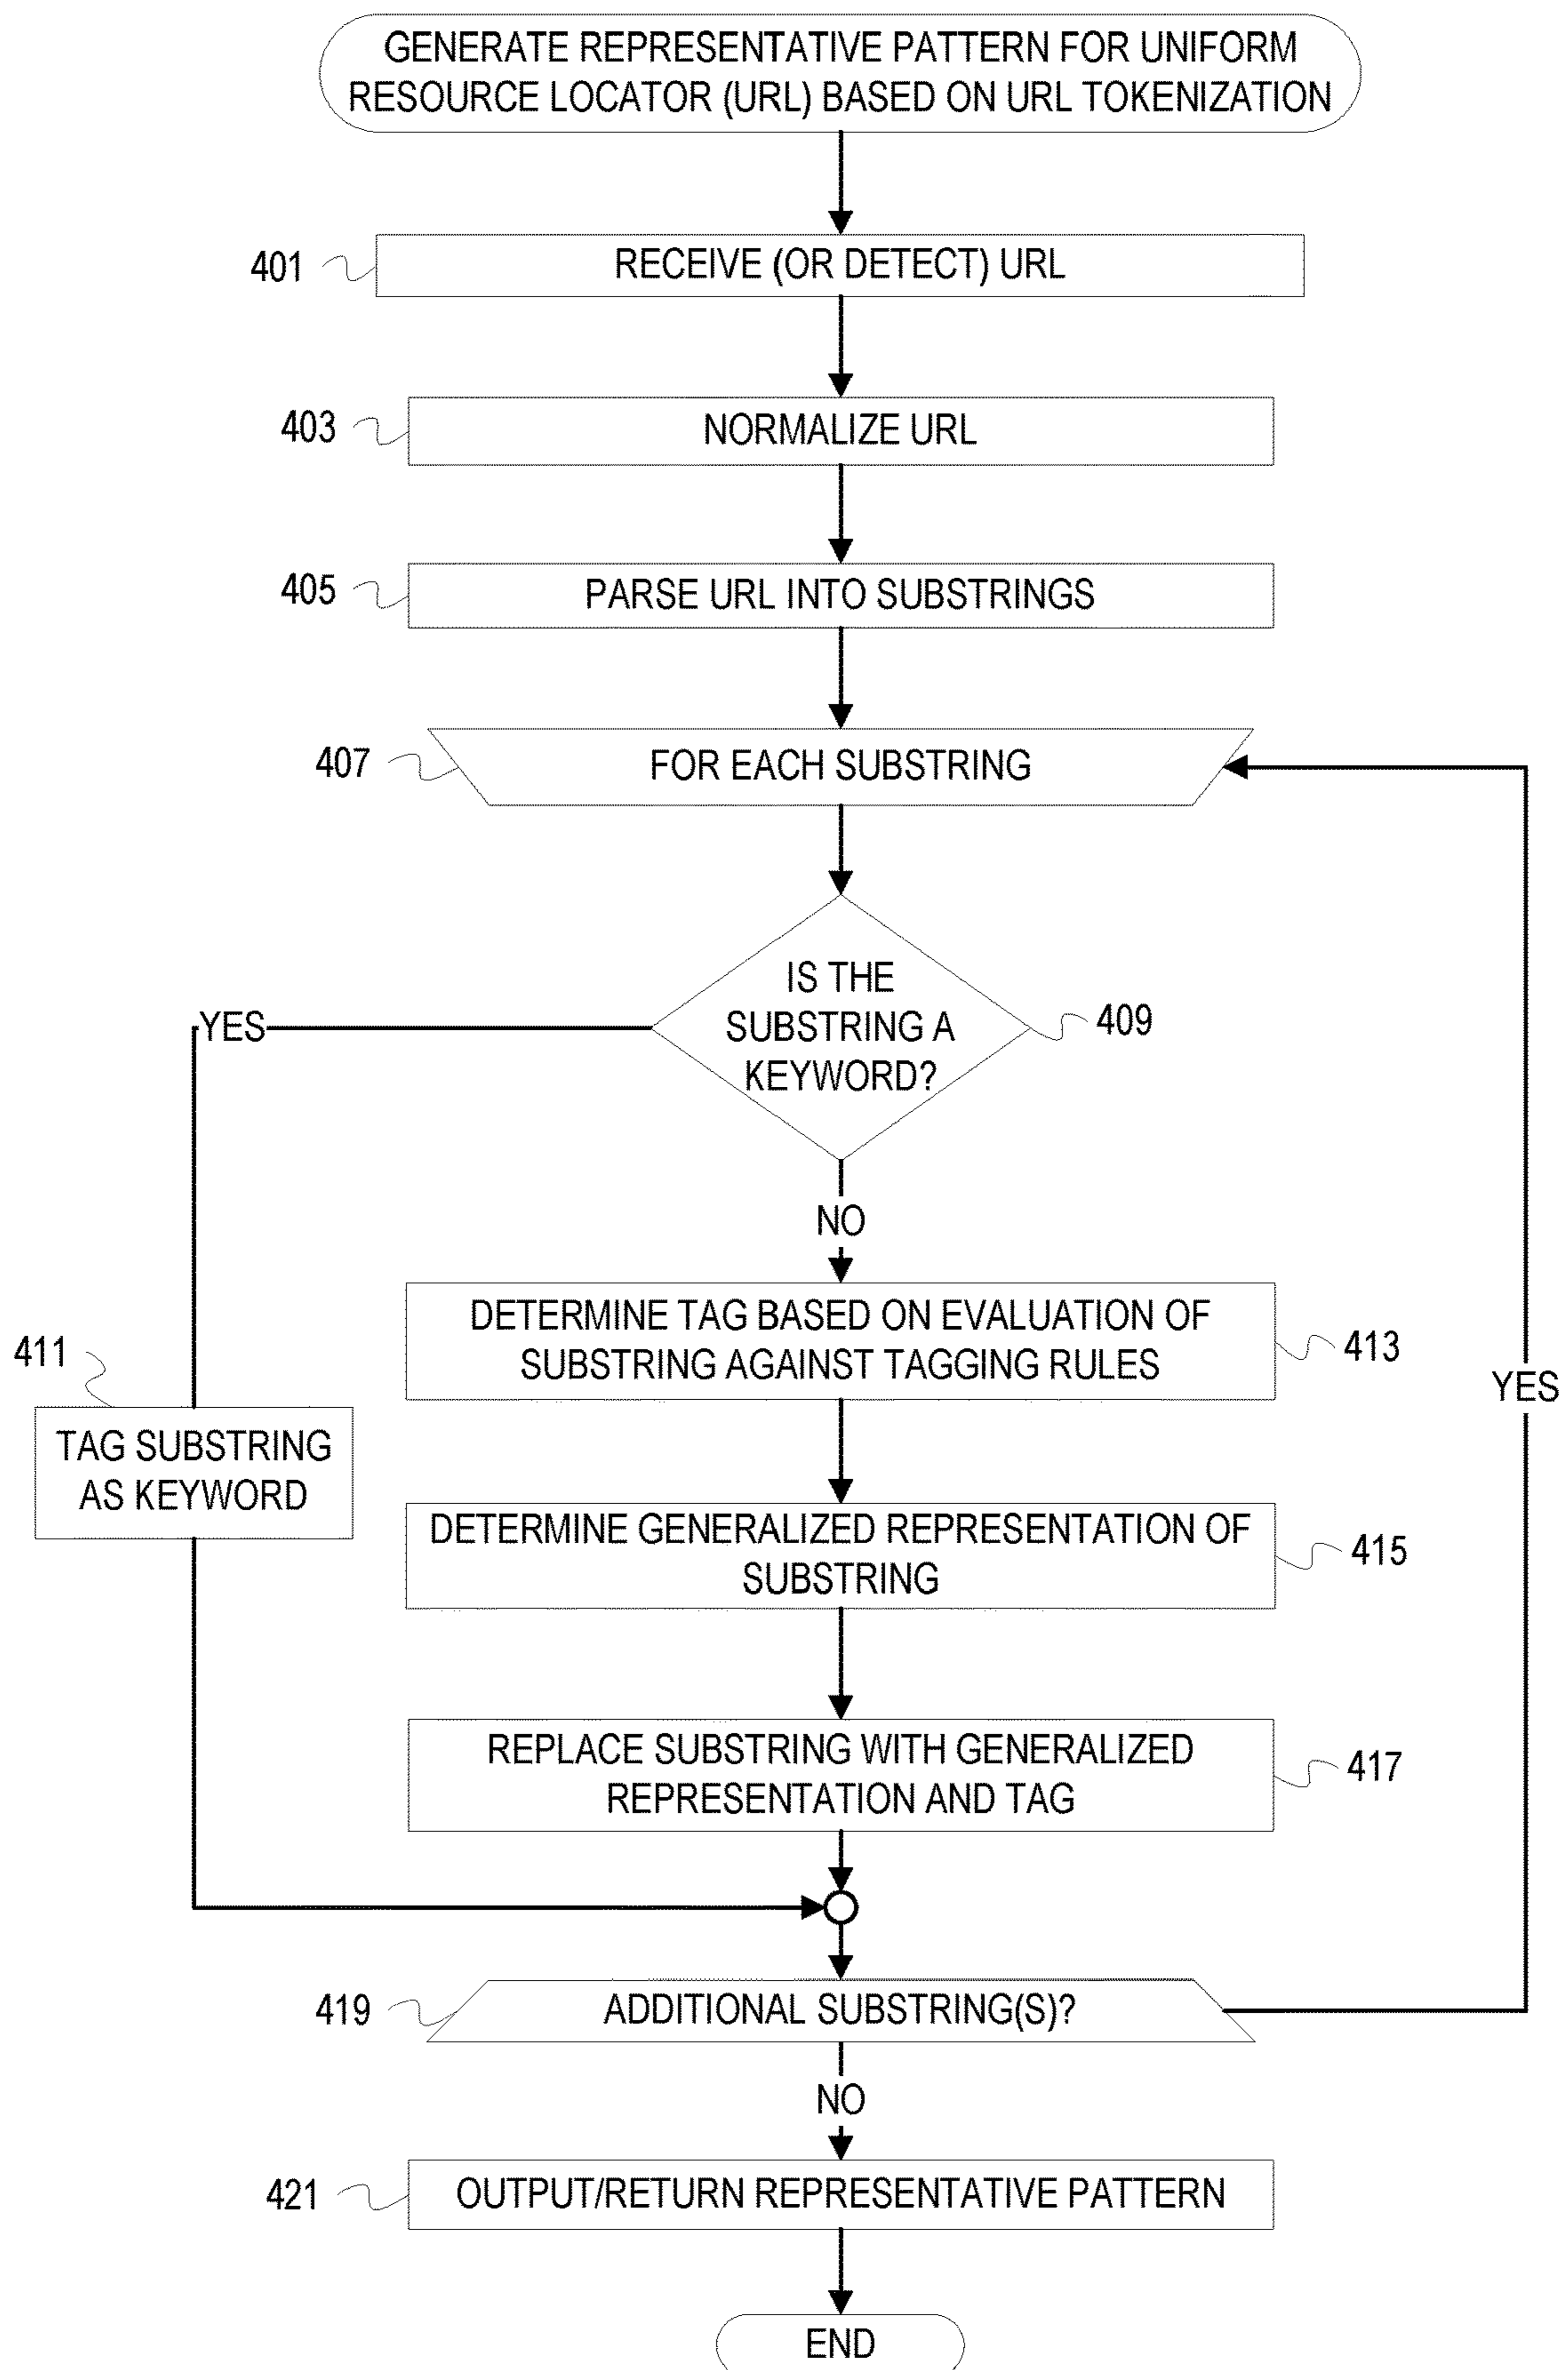 GENERATE REPRESENTATIVE PATTERN FOR UNIFORM
RESOURCE LOCATOR (URL) BASED ON URL TOKENIZATION
401
RECEIVE (OR DETECT) URL
403
NORMALIZE URL
405
PARSE URL INTO SUBSTRINGS
407
FOR EACH SUBSTRING
IS THE
SUBSTRING A
KEYWORD?
409
YES
NO
411
TAG SUBSTRING
AS KEYWORD
DETERMINE TAG BASED ON EVALUATION OF
SUBSTRING AGAINST TAGGING RULES
413
YES
DETERMINE GENERALIZED REPRESENTATION OF
SUBSTRING
415
REPLACE SUBSTRING WITH GENERALIZED
REPRESENTATION AND TAG
417
419
ADDITIONAL SUBSTRING(S)?
NO
421
OUTPUT/RETURN REPRESENTATIVE PATTERN
END